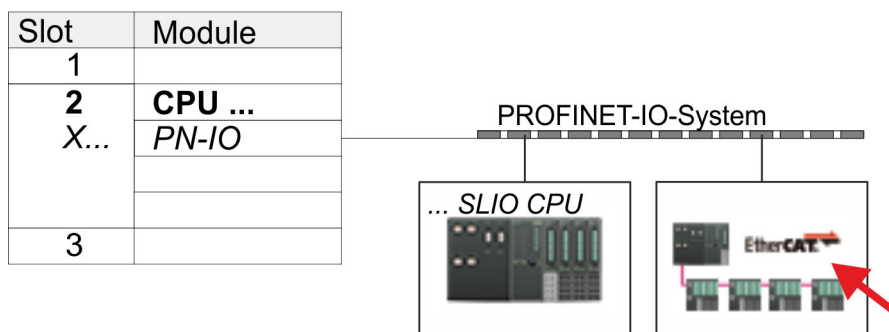 Slot Module
1
2 CPU ...
X... PN-IO
3
PROFINET-IO-System
... SLIO CPU
EtherCAT